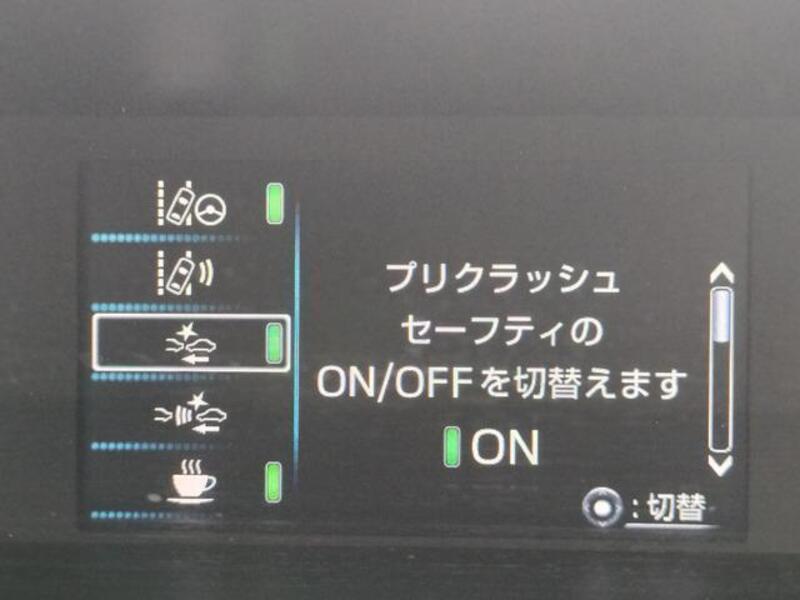 プリクラッシュ
セーフティの
ON/OFFを切替えます
ON
:切替